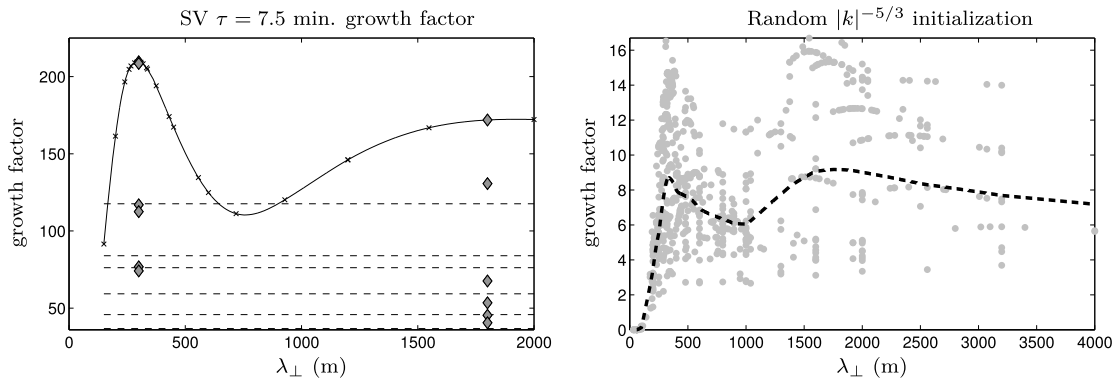 SV τ = 7.5 min. growth factor
growth factor
200
150
100
50
0 500 1000 1500 2000
λ⊥ (m)
Random |k|−5/3 initialization
growth factor
16
14
12
10
8
6
4
2
0
0 500 1000 1500 2000 2500 3000 3500 4000
λ⊥ (m)